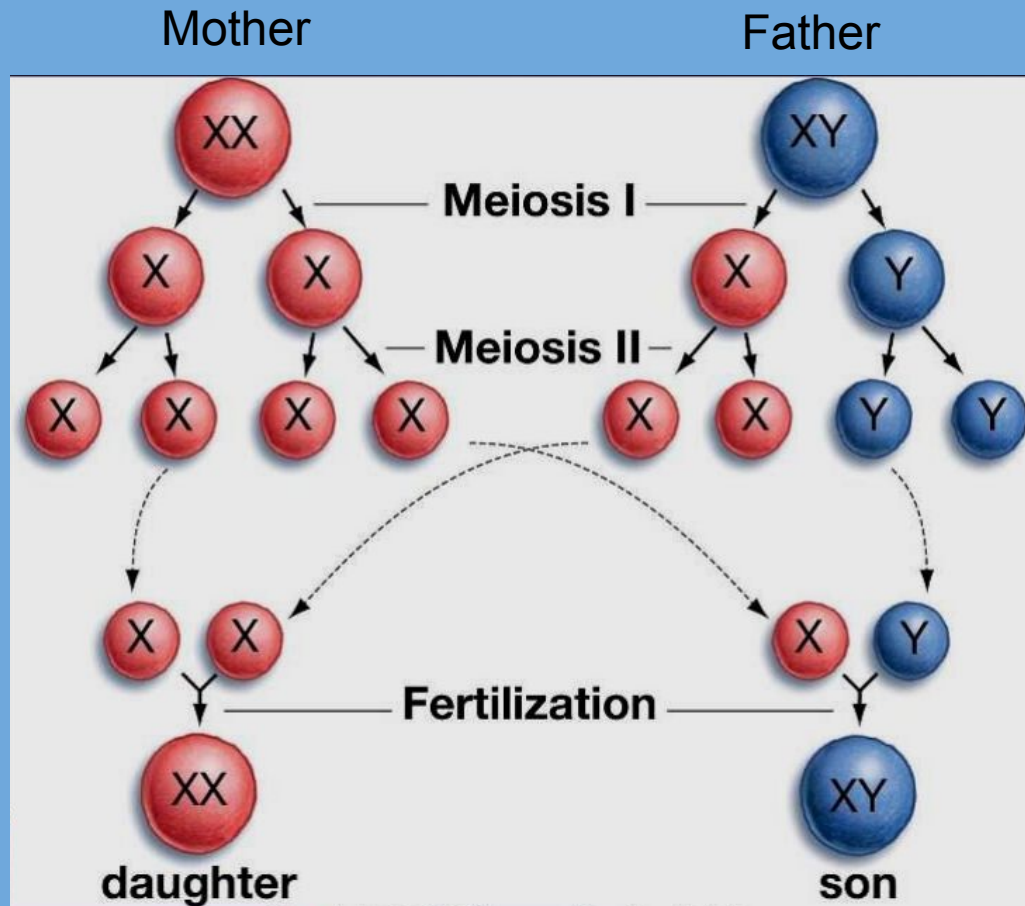 Mother Father
XX XY
Meiosis I
X X X Y
Meiosis II
X X X X X X Y Y
X X X Y
Fertilization
XX XY
daughter son